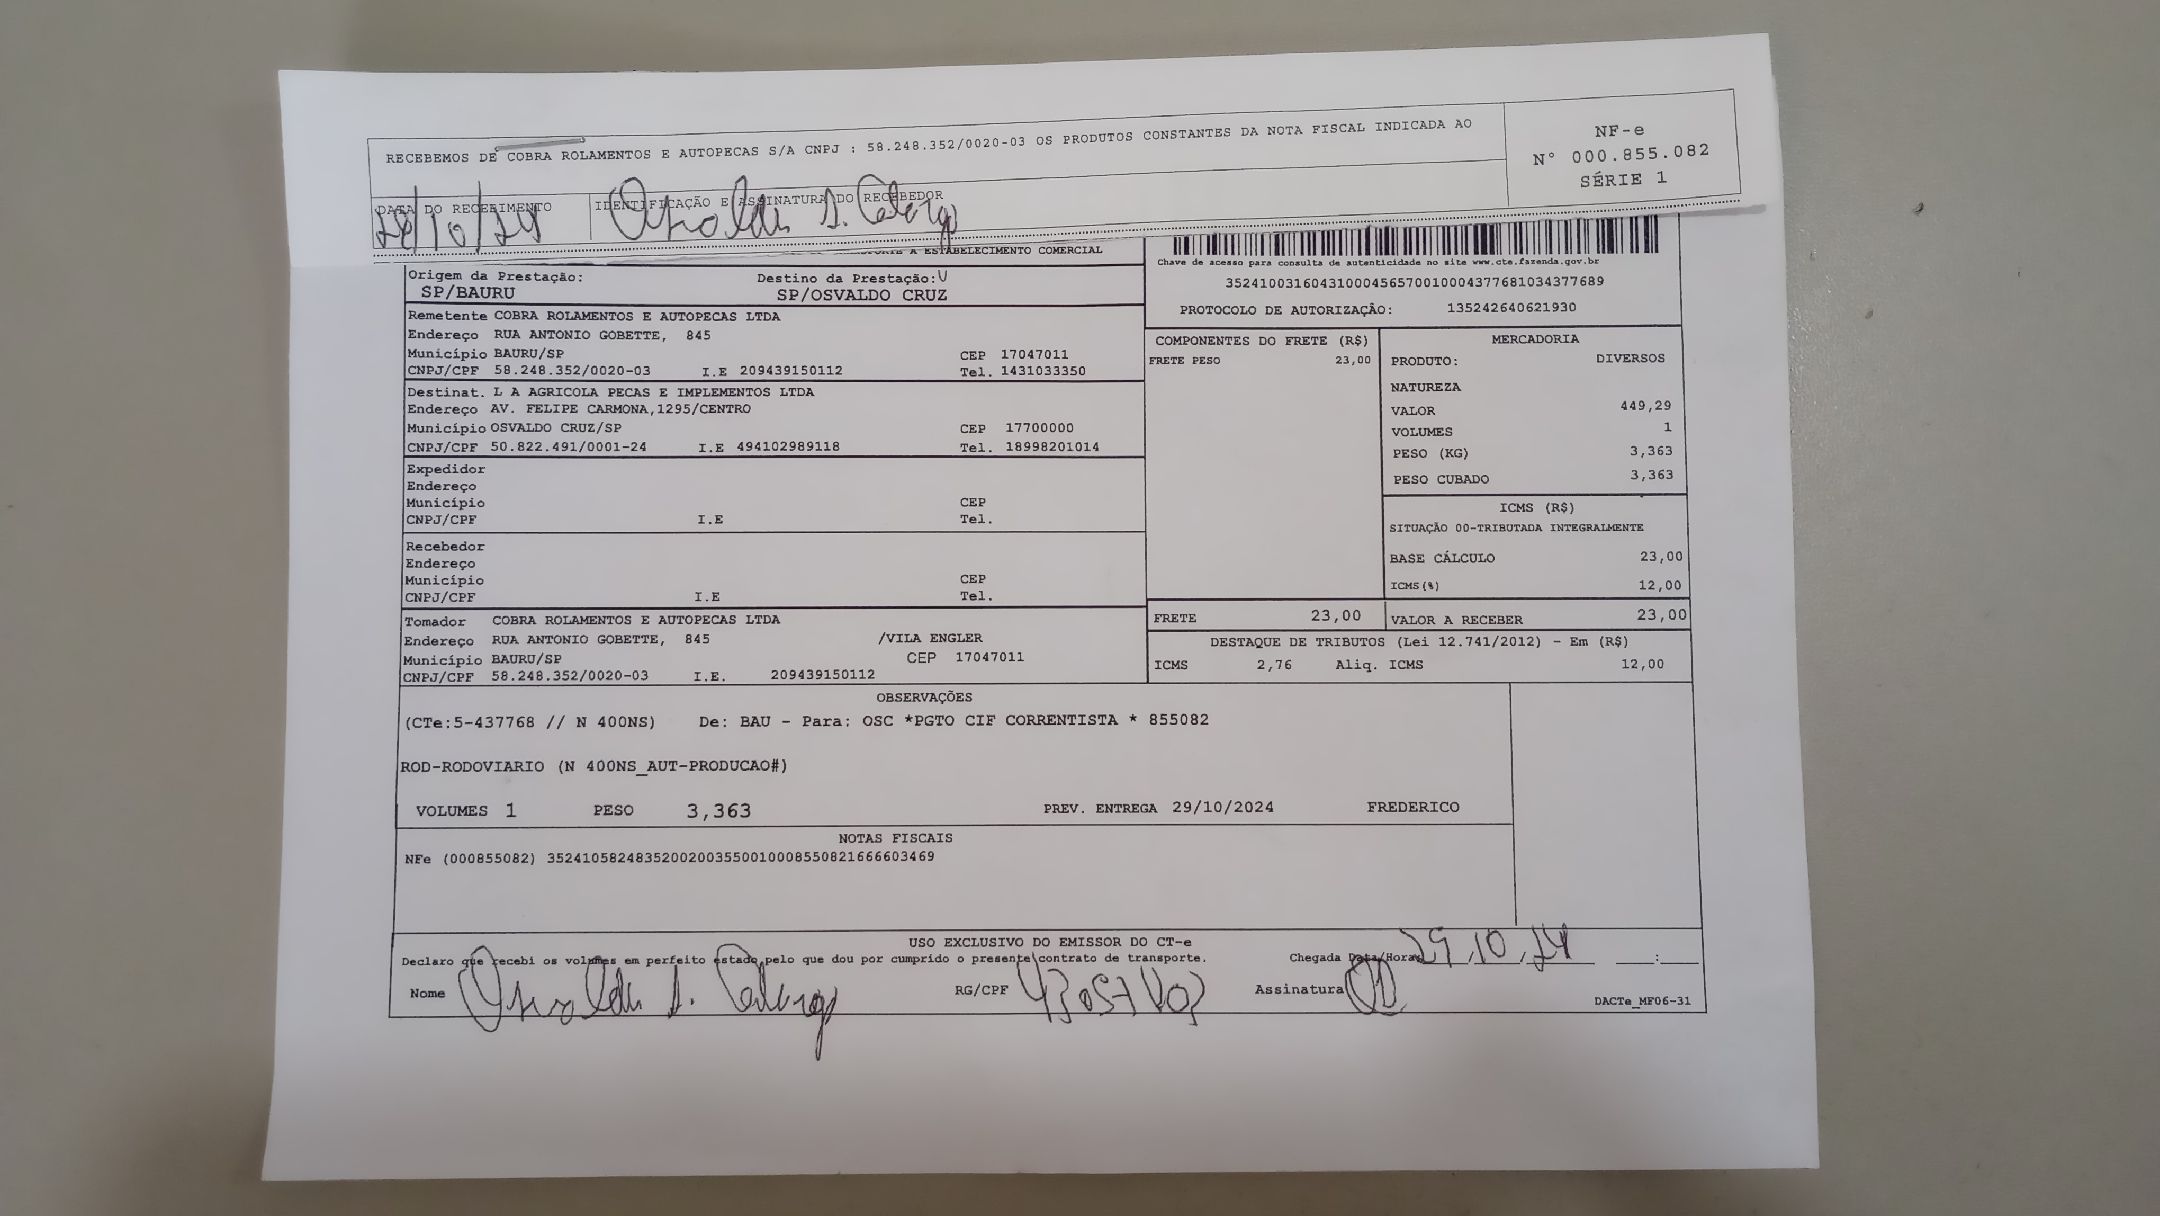 RECEBEMOS DE COBRA ROLAMENTOS E AUTOPECAS S/A CNPJ : 58.248.352/0020-03 OS PRODUTOS CONSTANTES DA NOTA FISCAL INDICADA AO
NF-e
N° 000.855.082
SÉRIE 1
DATA DO RECEBIMENTO IDENTIFICAÇÃO E ASSINATURA DO RECEBEDOR
A ESTABELECIMENTO COMERCIAL
Chave de acesso para consulta de autenticidade no site www.cte.fazenda.gov.br
35241003160431000456570010004377681034377689
PROTOCOLO DE AUTORIZAÇÃO: 135242640621930
Origem da Prestação: Destino da Prestação:
SP/BAURU SP/OSVALDO CRUZ
Remetente COBRA ROLAMENTOS E AUTOPECAS LTDA
Endereço RUA ANTONIO GOBETTE, 845
Município BAURU/SP CEP 17047011
CNPJ/CPF 58.248.352/0020-03 I.E 209439150112 Tel. 1431033350
Destinat. L A AGRICOLA PECAS E IMPLEMENTOS LTDA
Endereço AV. FELIPE CARMONA,1295/CENTRO
Município OSVALDO CRUZ/SP CEP 17700000
CNPJ/CPF 50.822.491/0001-24 I.E 494102989118 Tel. 18998201014
Expedidor
Endereço
Município CEP
CNPJ/CPF I.E Tel.
Recebedor
Endereço
Município CEP
CNPJ/CPF I.E Tel.
Tomador COBRA ROLAMENTOS E AUTOPECAS LTDA
Endereço RUA ANTONIO GOBETTE, 845 /VILA ENGLER
Município BAURU/SP CEP 17047011
CNPJ/CPF 58.248.352/0020-03 I.E. 209439150112
COMPONENTES DO FRETE (R$)
FRETE PESO 23,00
MERCADORIA
PRODUTO: DIVERSOS
NATUREZA
VALOR 449,29
VOLUMES 1
PESO (KG) 3,363
PESO CUBADO 3,363
ICMS (R$)
SITUAÇÃO 00-TRIBUTADA INTEGRALMENTE
BASE CÁLCULO 23,00
ICMS(%) 12,00
FRETE 23,00 VALOR A RECEBER 23,00
DESTAQUE DE TRIBUTOS (Lei 12.741/2012) - Em (R$)
ICMS 2,76 Aliq. ICMS 12,00
OBSERVAÇÕES
(CTe:5-437768 // N 400NS) De: BAU - Para: OSC *PGTO CIF CORRENTISTA * 855082
ROD-RODOVIARIO (N 400NS_AUT-PRODUCAO#)
VOLUMES 1 PESO 3,363 PREV. ENTREGA 29/10/2024 FREDERICO
NOTAS FISCAIS
NFe (000855082) 35241058248352002003550010008550821666603469
USO EXCLUSIVO DO EMISSOR DO CT-e
Declaro que recebi os volumes em perfeito estado pelo que dou por cumprido o presente contrato de transporte. Chegada Data/Hora 29,10,24 :
Nome RG/CPF Assinatura
DACTe_MF06-31